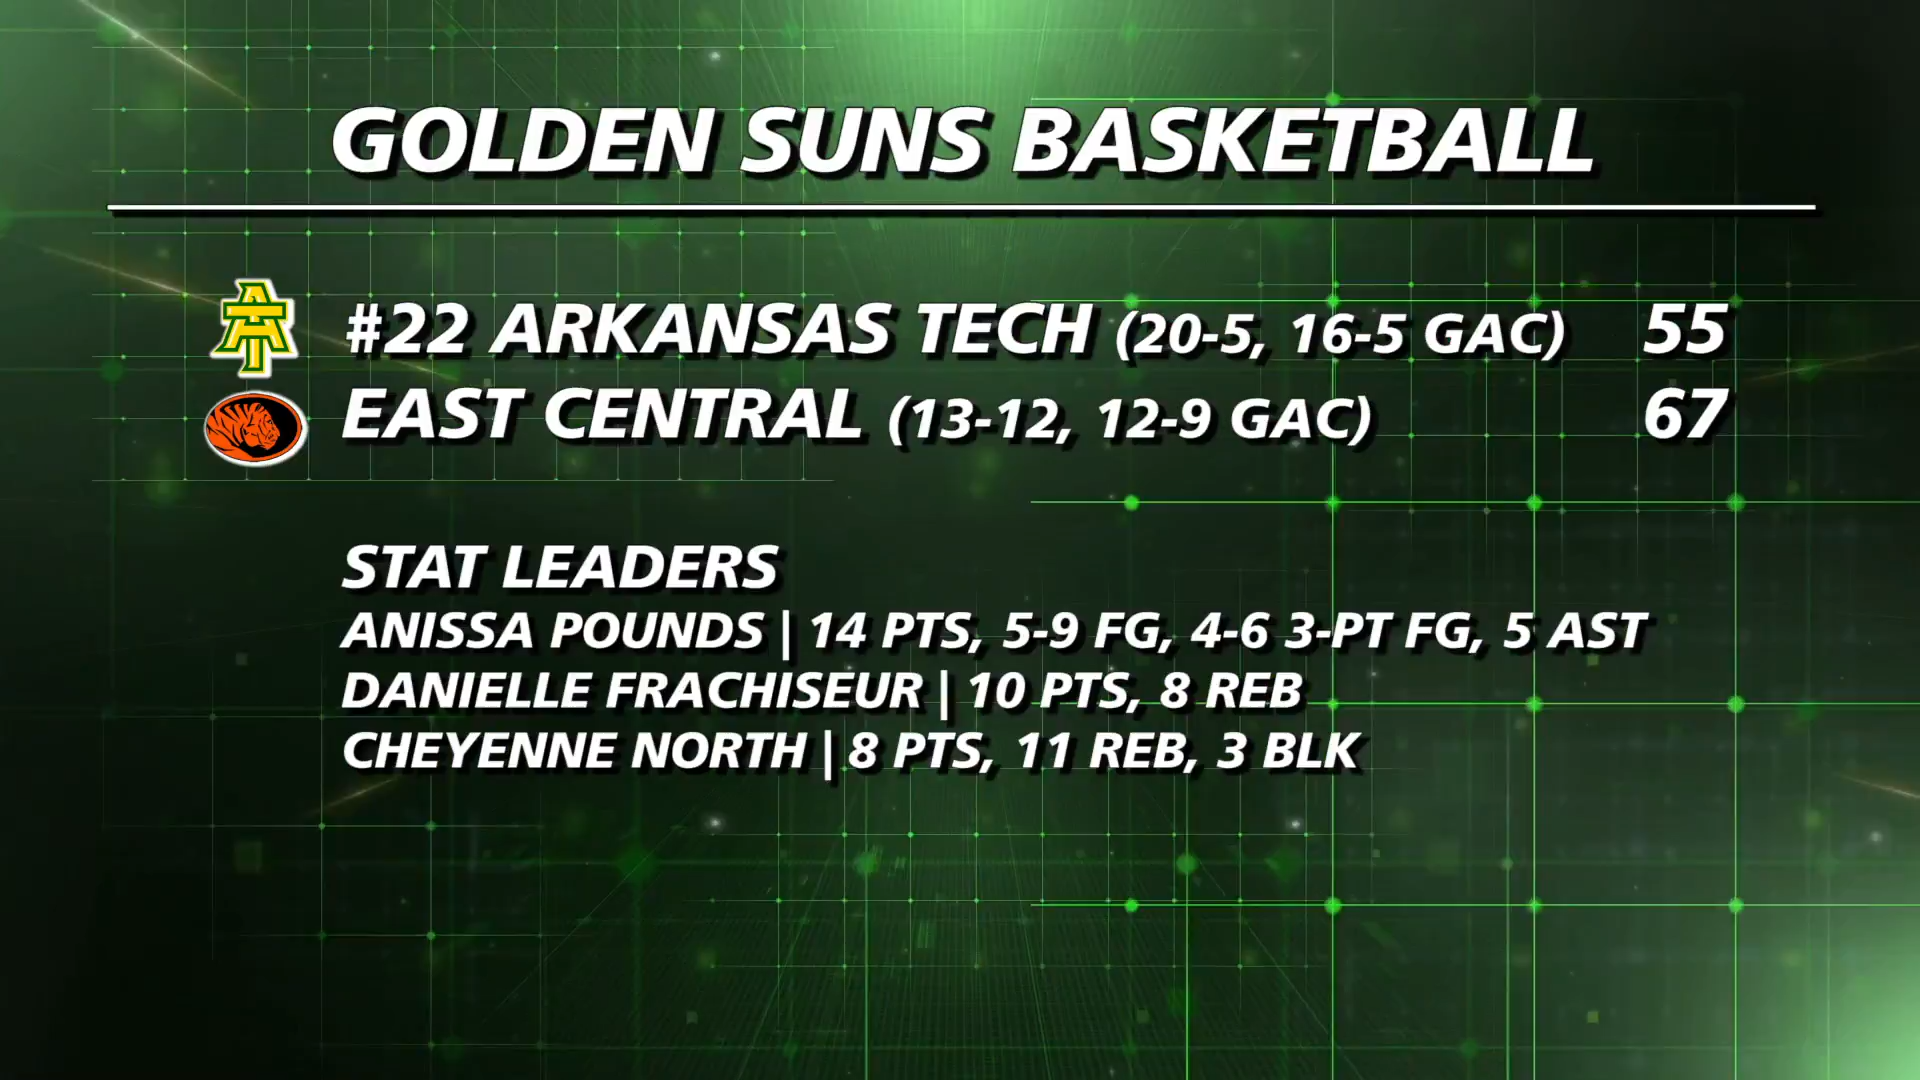 GOLDEN SUNS BASKETBALL
#22 ARKANSAS TECH (20-5, 16-5 GAC) 55
EAST CENTRAL (13-12, 12-9 GAC) 67
STAT LEADERS
ANISSA POUNDS | 14 PTS, 5-9 FG, 4-6 3-PT FG, 5 AST
DANIELLE FRACHISEUR | 10 PTS, 8 REB
CHEYENNE NORTH | 8 PTS, 11 REB, 3 BLK